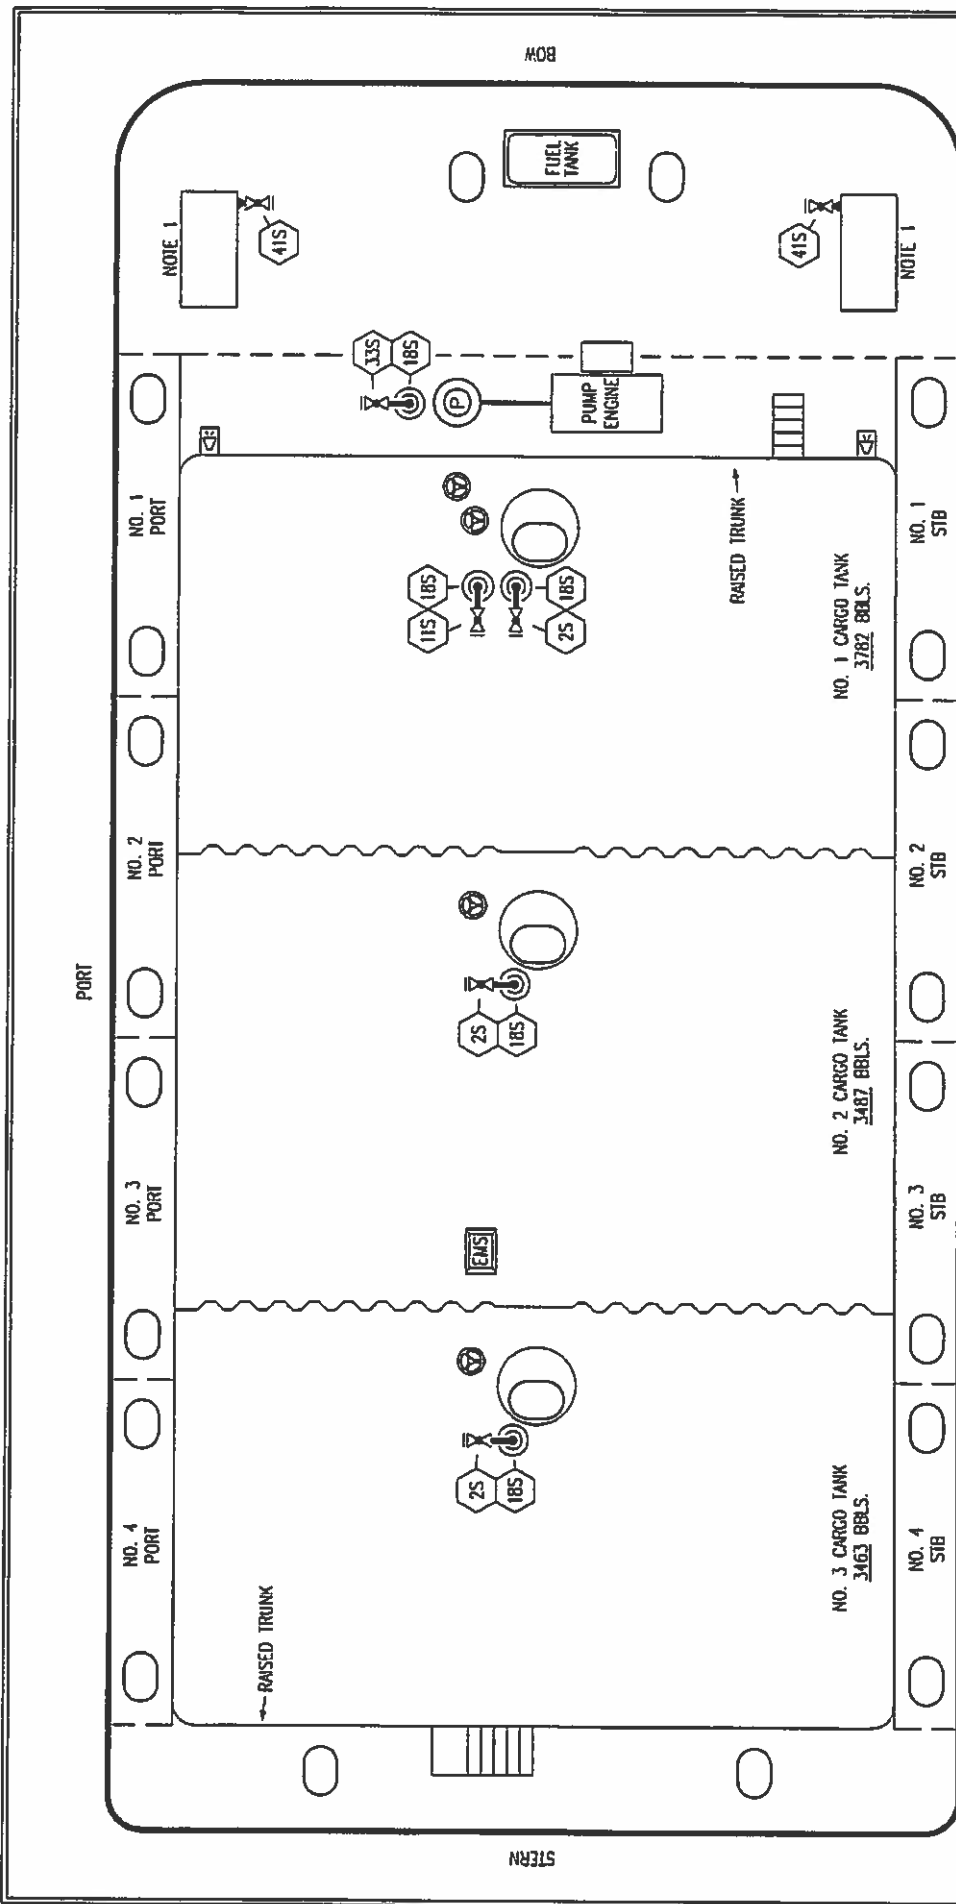 BOW
FUEL
TANK
NOTE 1
41S
41S
NOTE 1
33S
18S
P
PUMP
ENGINE
NO. 1
PORT
11S
18S
2S
18S
RAISED TRUNK
NO. 1 CARGO TANK
3782 BBLS.
NO. 1
STB
PORT
NO. 2
PORT
2S
18S
NO. 2 CARGO TANK
3487 BBLS.
NO. 2
STB
NO. 3
PORT
EMS
NO. 3
STB
NO. 4
PORT
2S
18S
RAISED TRUNK
NO. 3 CARGO TANK
3463 BBLS.
NO. 4
STB
STERN